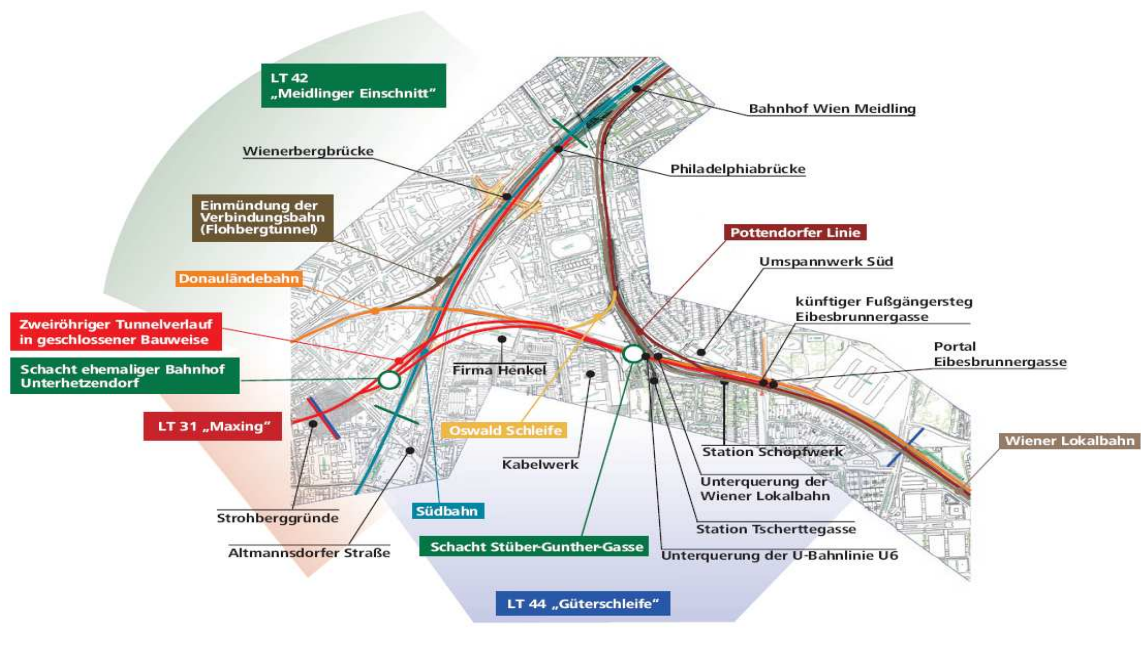 LT 42
„Meidlinger Einschnitt“
Bahnhof Wien Meidling
Wienerbergbrücke
Philadelphiabrücke
Einmündung der
Verbindungsbahn
(Flohbergtunnel)
Pottendorfer Linie
Umspannwerk Süd
Donauländebahn
künftiger Fußgängersteg
Eibesbrunnergasse
Zweiröhriger Tunnelverlauf
in geschlossener Bauweise
Portal
Eibesbrunnergasse
Schacht ehemaliger Bahnhof
Unterhetzendorf
Firma Henkel
LT 31 „Maxing“
Oswald Schleife
Wiener Lokalbahn
Station Schöpfwerk
Kabelwerk
Unterquerung der
Wiener Lokalbahn
Südbahn
Strohberggründe
Station Tscherttegasse
Altmannsdorfer Straße
Schacht Stüber-Gunther-Gasse
Unterquerung der U-Bahnlinie U6
LT 44 „Güterschleife“